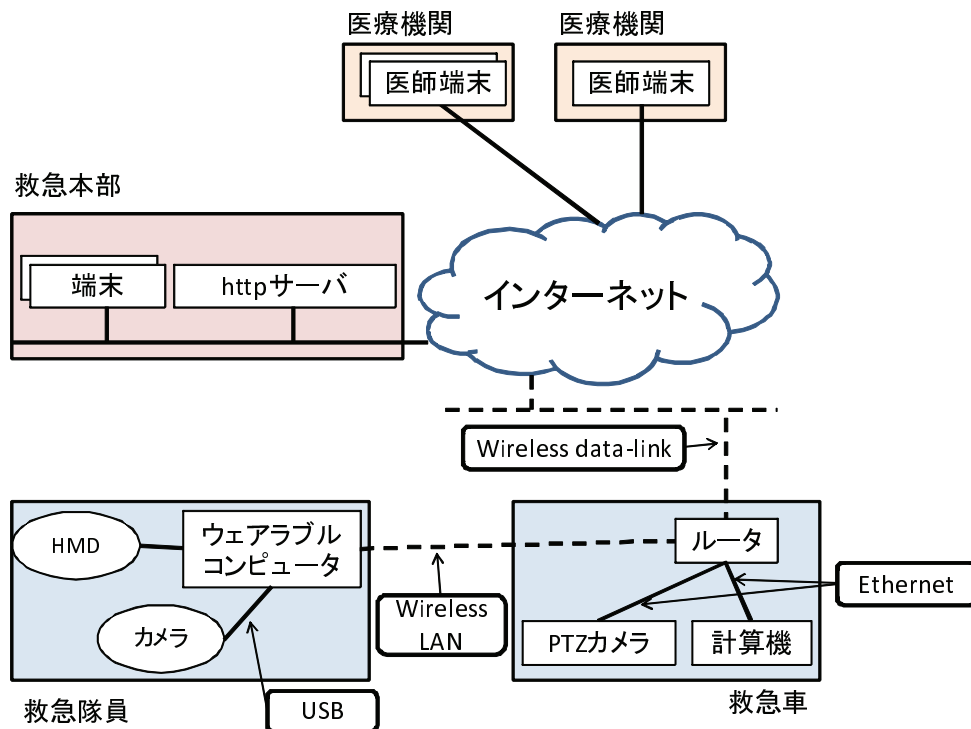 医療機関
医療機関
医師端末
医師端末
救急本部
端末
httpサーバ
インターネット
Wireless data-link
HMD
ウェアラブル
コンピュータ
ルータ
Ethernet
Wireless
LAN
カメラ
PTZカメラ
計算機
救急隊員
USB
救急車